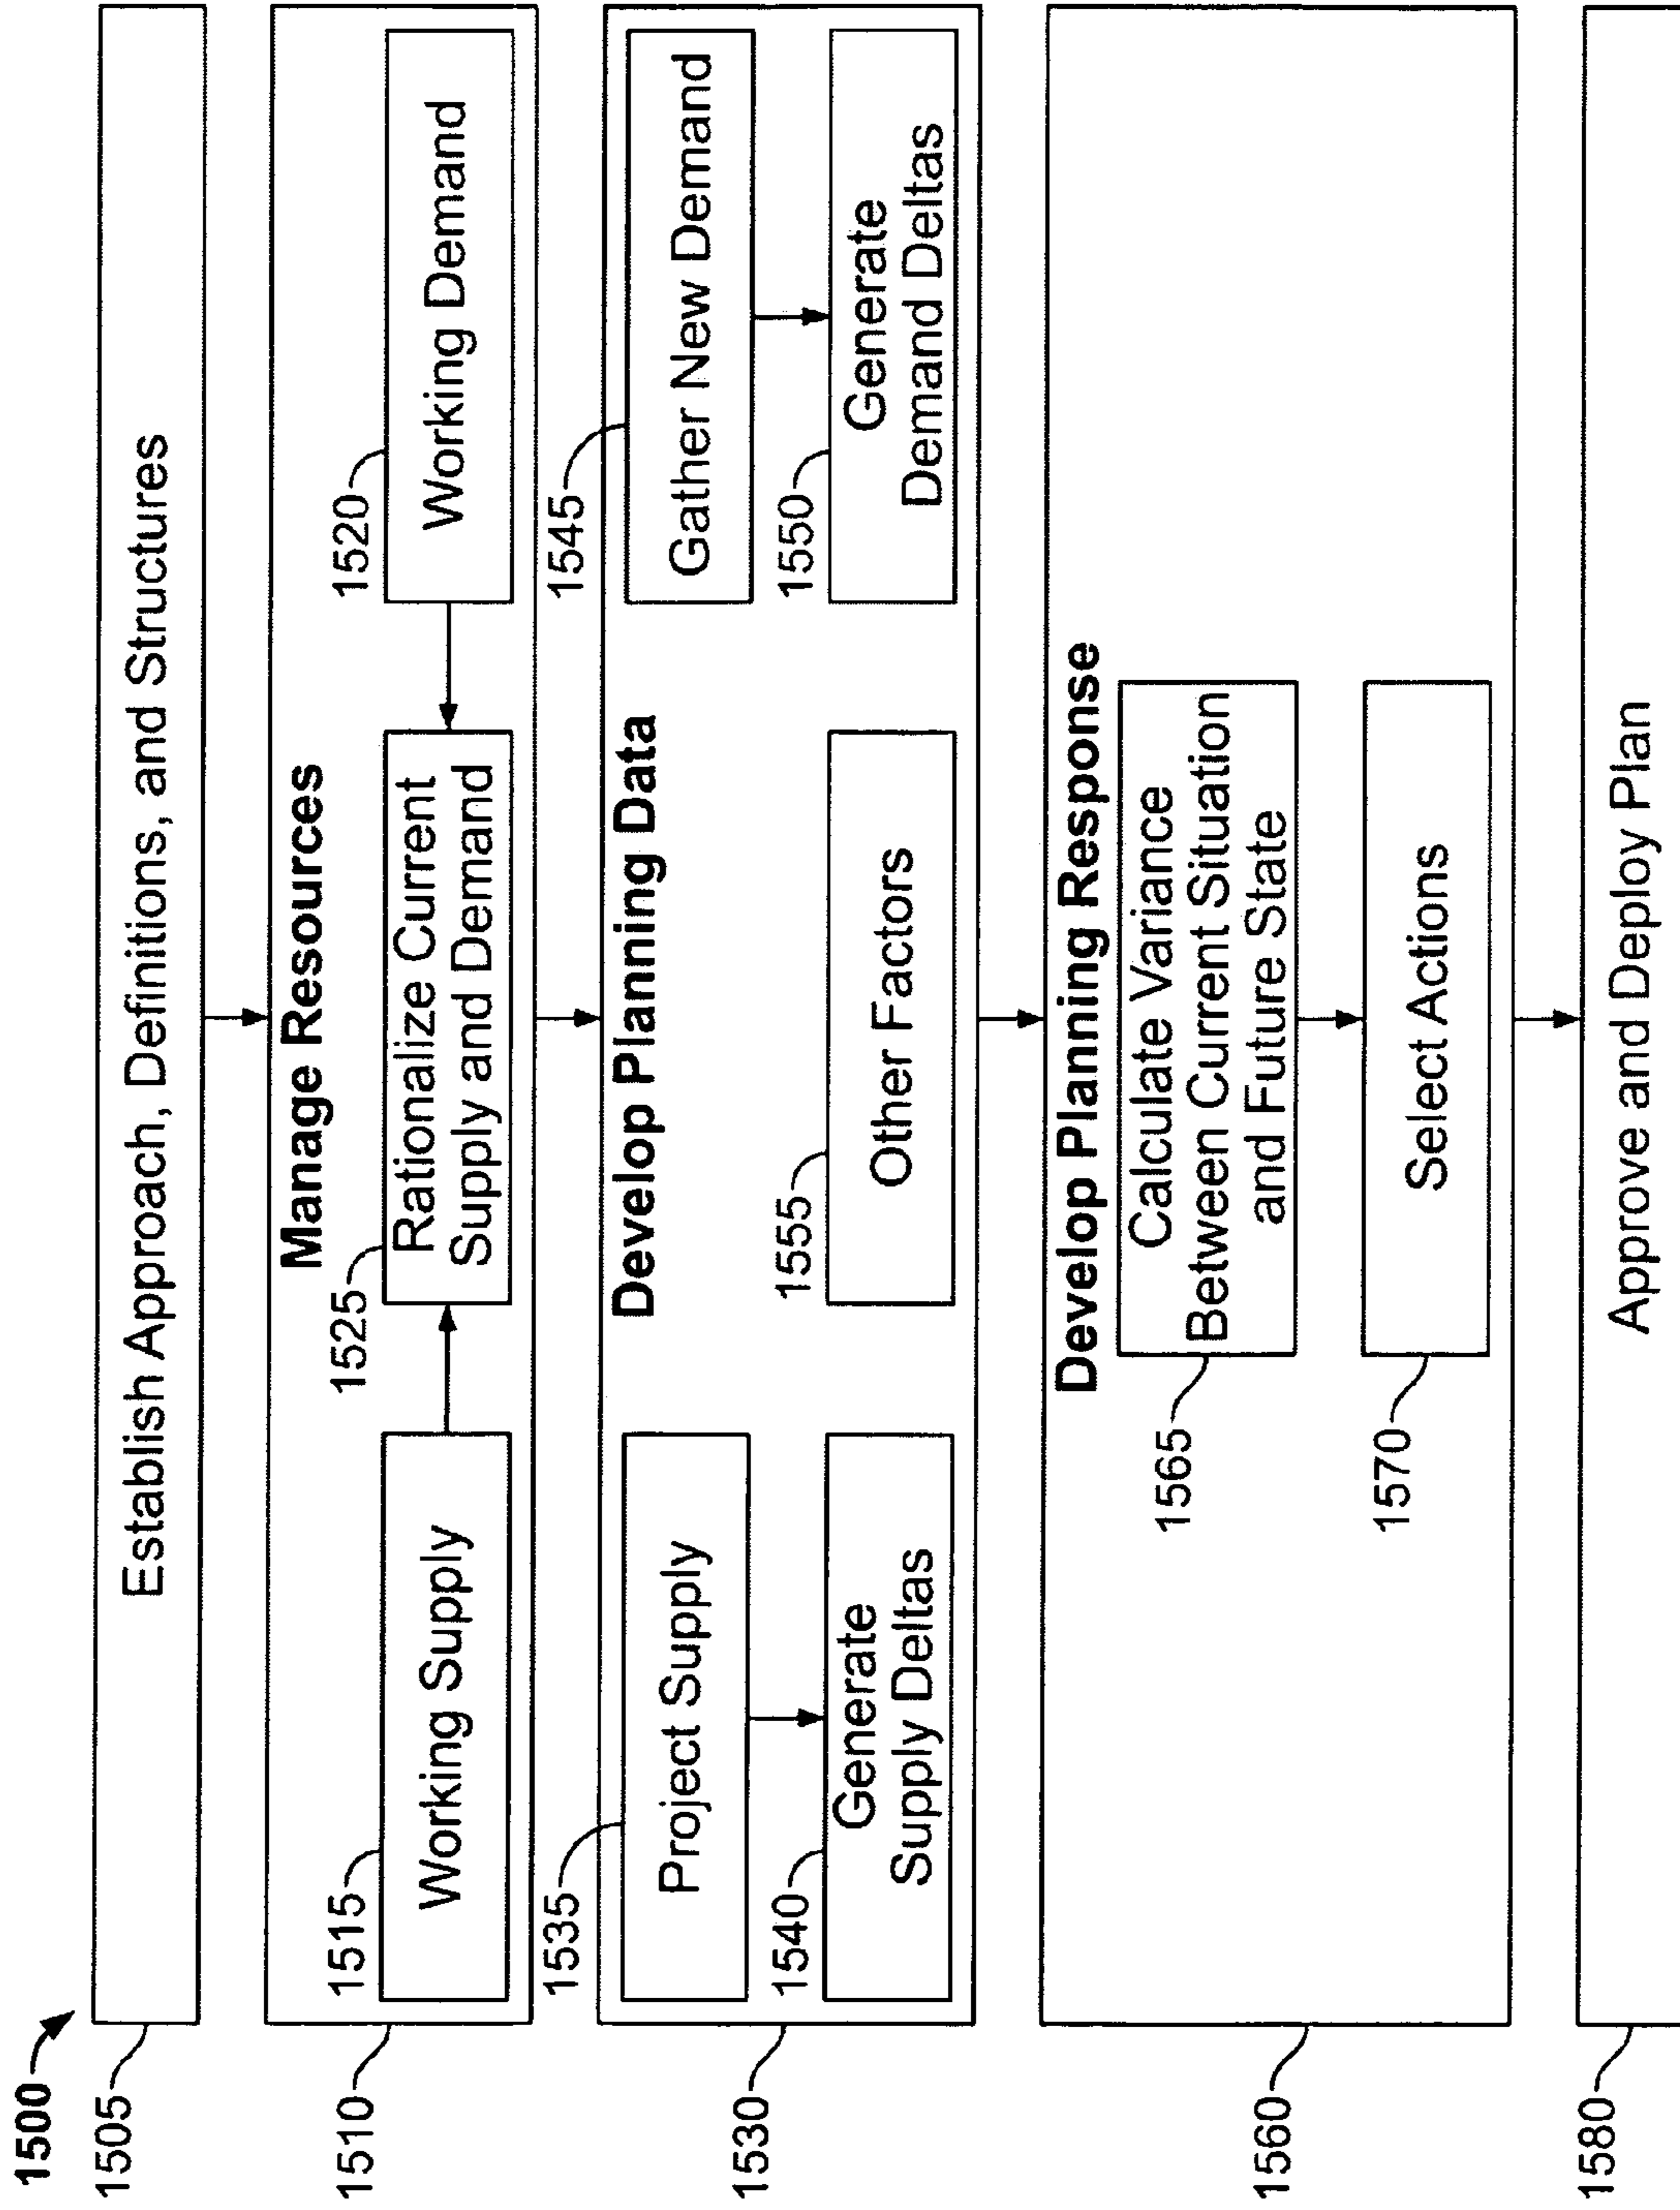 1500
1505
Establish Approach, Definitions, and Structures
1510
Manage Resources
1515
Working Supply
1525
Rationalize Current
Supply and Demand
1520
Working Demand
1530
Develop Planning Data
1535
Project Supply
1540
Generate
Supply Deltas
1555
Other Factors
1545
Gather New Demand
1550
Generate
Demand Deltas
1560
Develop Planning Response
1565
Calculate Variance
Between Current Situation
and Future State
1570
Select Actions
1580
Approve and Deploy Plan